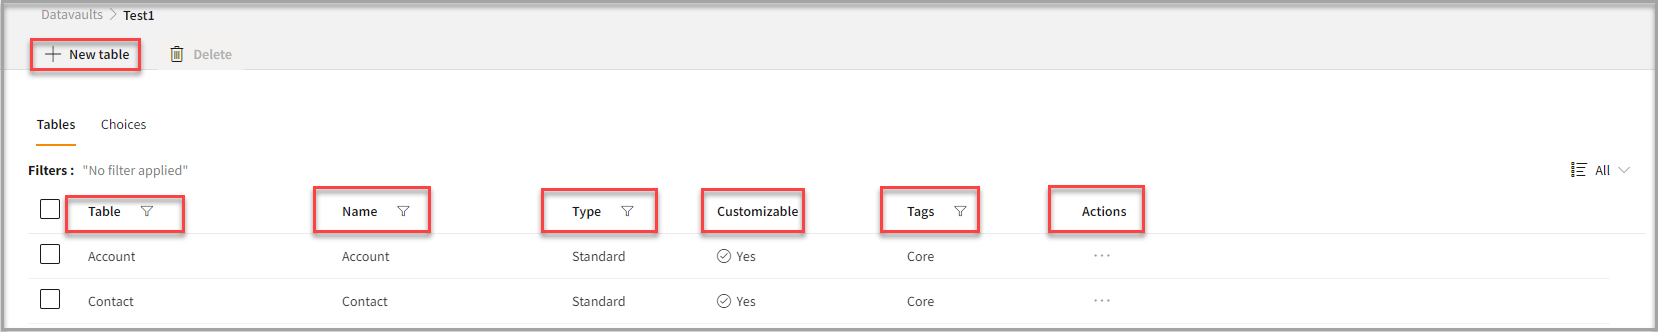 Datavaults > Test1
New table Delete
Tables Choices
Filters : "No filter applied" All
Table Name Type Customizable Tags Actions
Account Account Standard Yes Core ...
Contact Contact Standard Yes Core ...